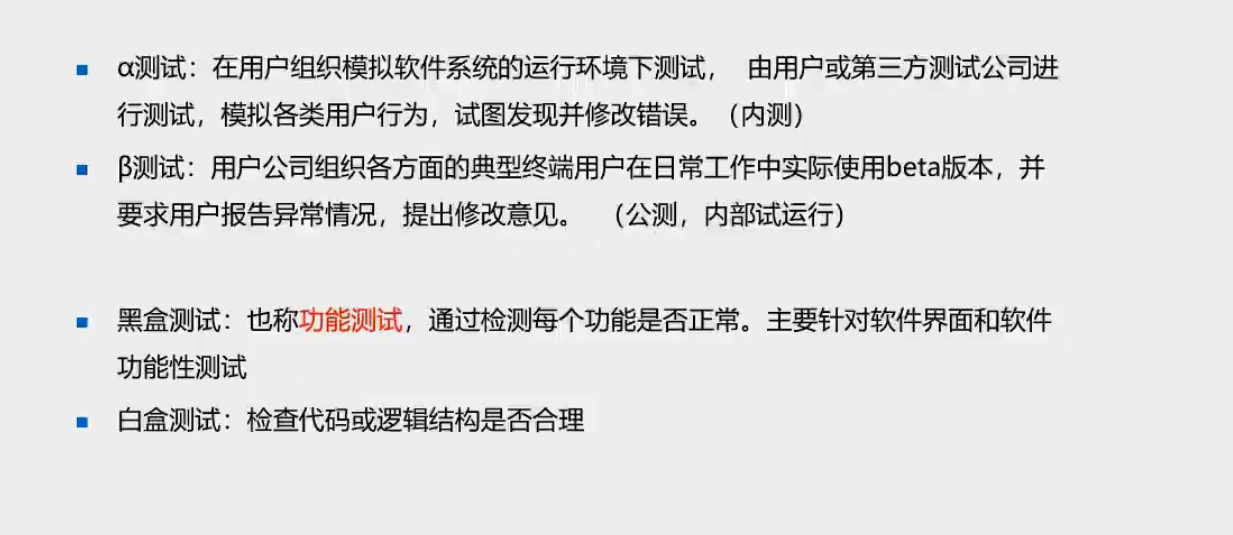 α测试：在用户组织模拟软件系统的运行环境下测试， 由用户或第三方测试公司进
行测试，模拟各类用户行为，试图发现并修改错误。（内测）
β测试：用户公司组织各方面的典型终端用户在日常工作中实际使用beta版本，并
要求用户报告异常情况，提出修改意见。 （公测，内部试运行）
黑盒测试：也称功能测试，通过检测每个功能是否正常。主要针对软件界面和软件
功能性测试
白盒测试：检查代码或逻辑结构是否合理